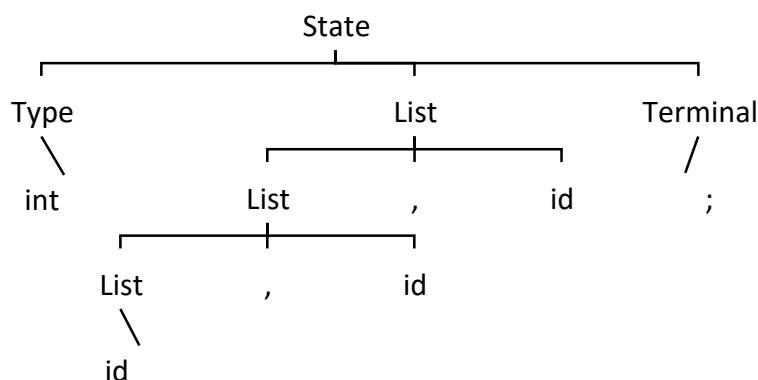 State
Type List Terminal
int List , id ;
List , id
id